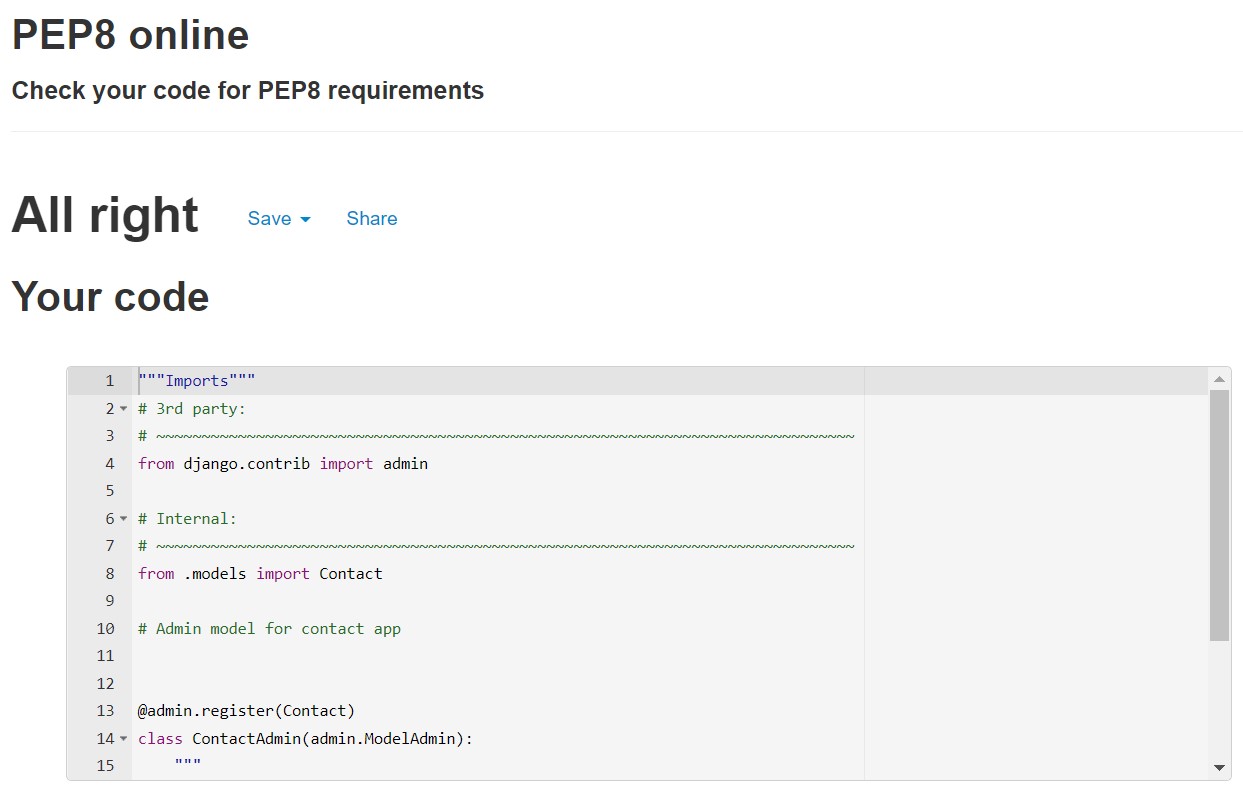 PEP8 online
Check your code for PEP8 requirements
All right Save Share
Your code
1 """Imports"""
2 # 3rd party:
3 # ~~~~~~~~~~~~~~~~~~~~~~~~~~~~~~~~~~~~~~~~~~~~~~~~~~~~~~~~~~~~~~~~~~~~~~~~~~~~~
4 from django.contrib import admin
5
6 # Internal:
7 # ~~~~~~~~~~~~~~~~~~~~~~~~~~~~~~~~~~~~~~~~~~~~~~~~~~~~~~~~~~~~~~~~~~~~~~~~~~~~~
8 from .models import Contact
9
10 # Admin model for contact app
11
12
13 @admin.register(Contact)
14 class ContactAdmin(admin.ModelAdmin):
15     """